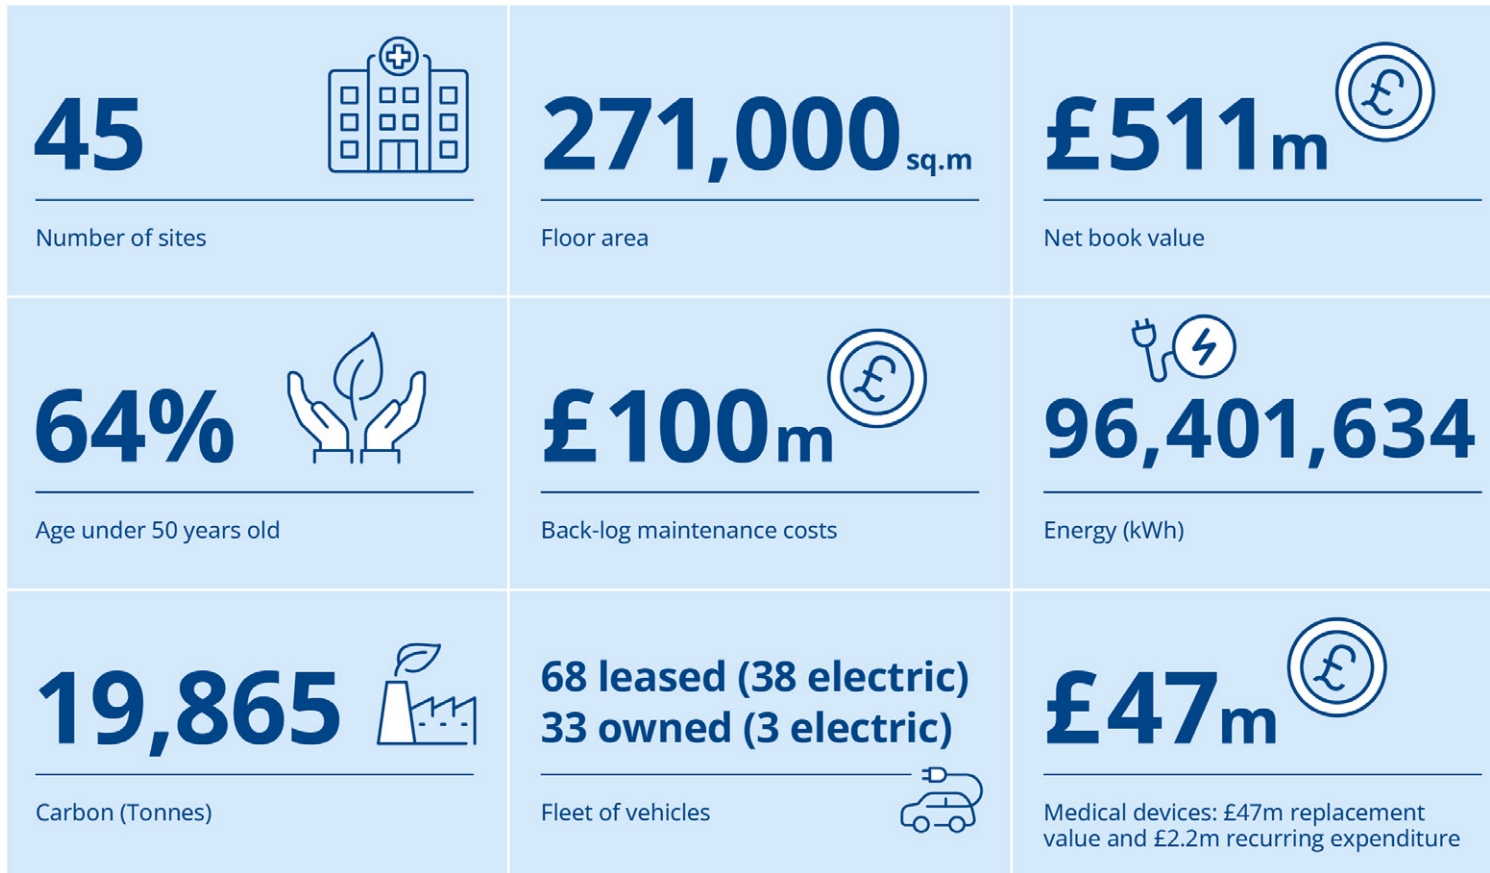 45
Number of sites
271,000 sq.m
Floor area
£511m
£
Net book value
64%
Age under 50 years old
£100m
£
Back-log maintenance costs
96,401,634
Energy (kWh)
19,865
Carbon (Tonnes)
68 leased (38 electric)
33 owned (3 electric)
Fleet of vehicles
£47m
£
Medical devices: £47m replacement
value and £2.2m recurring expenditure